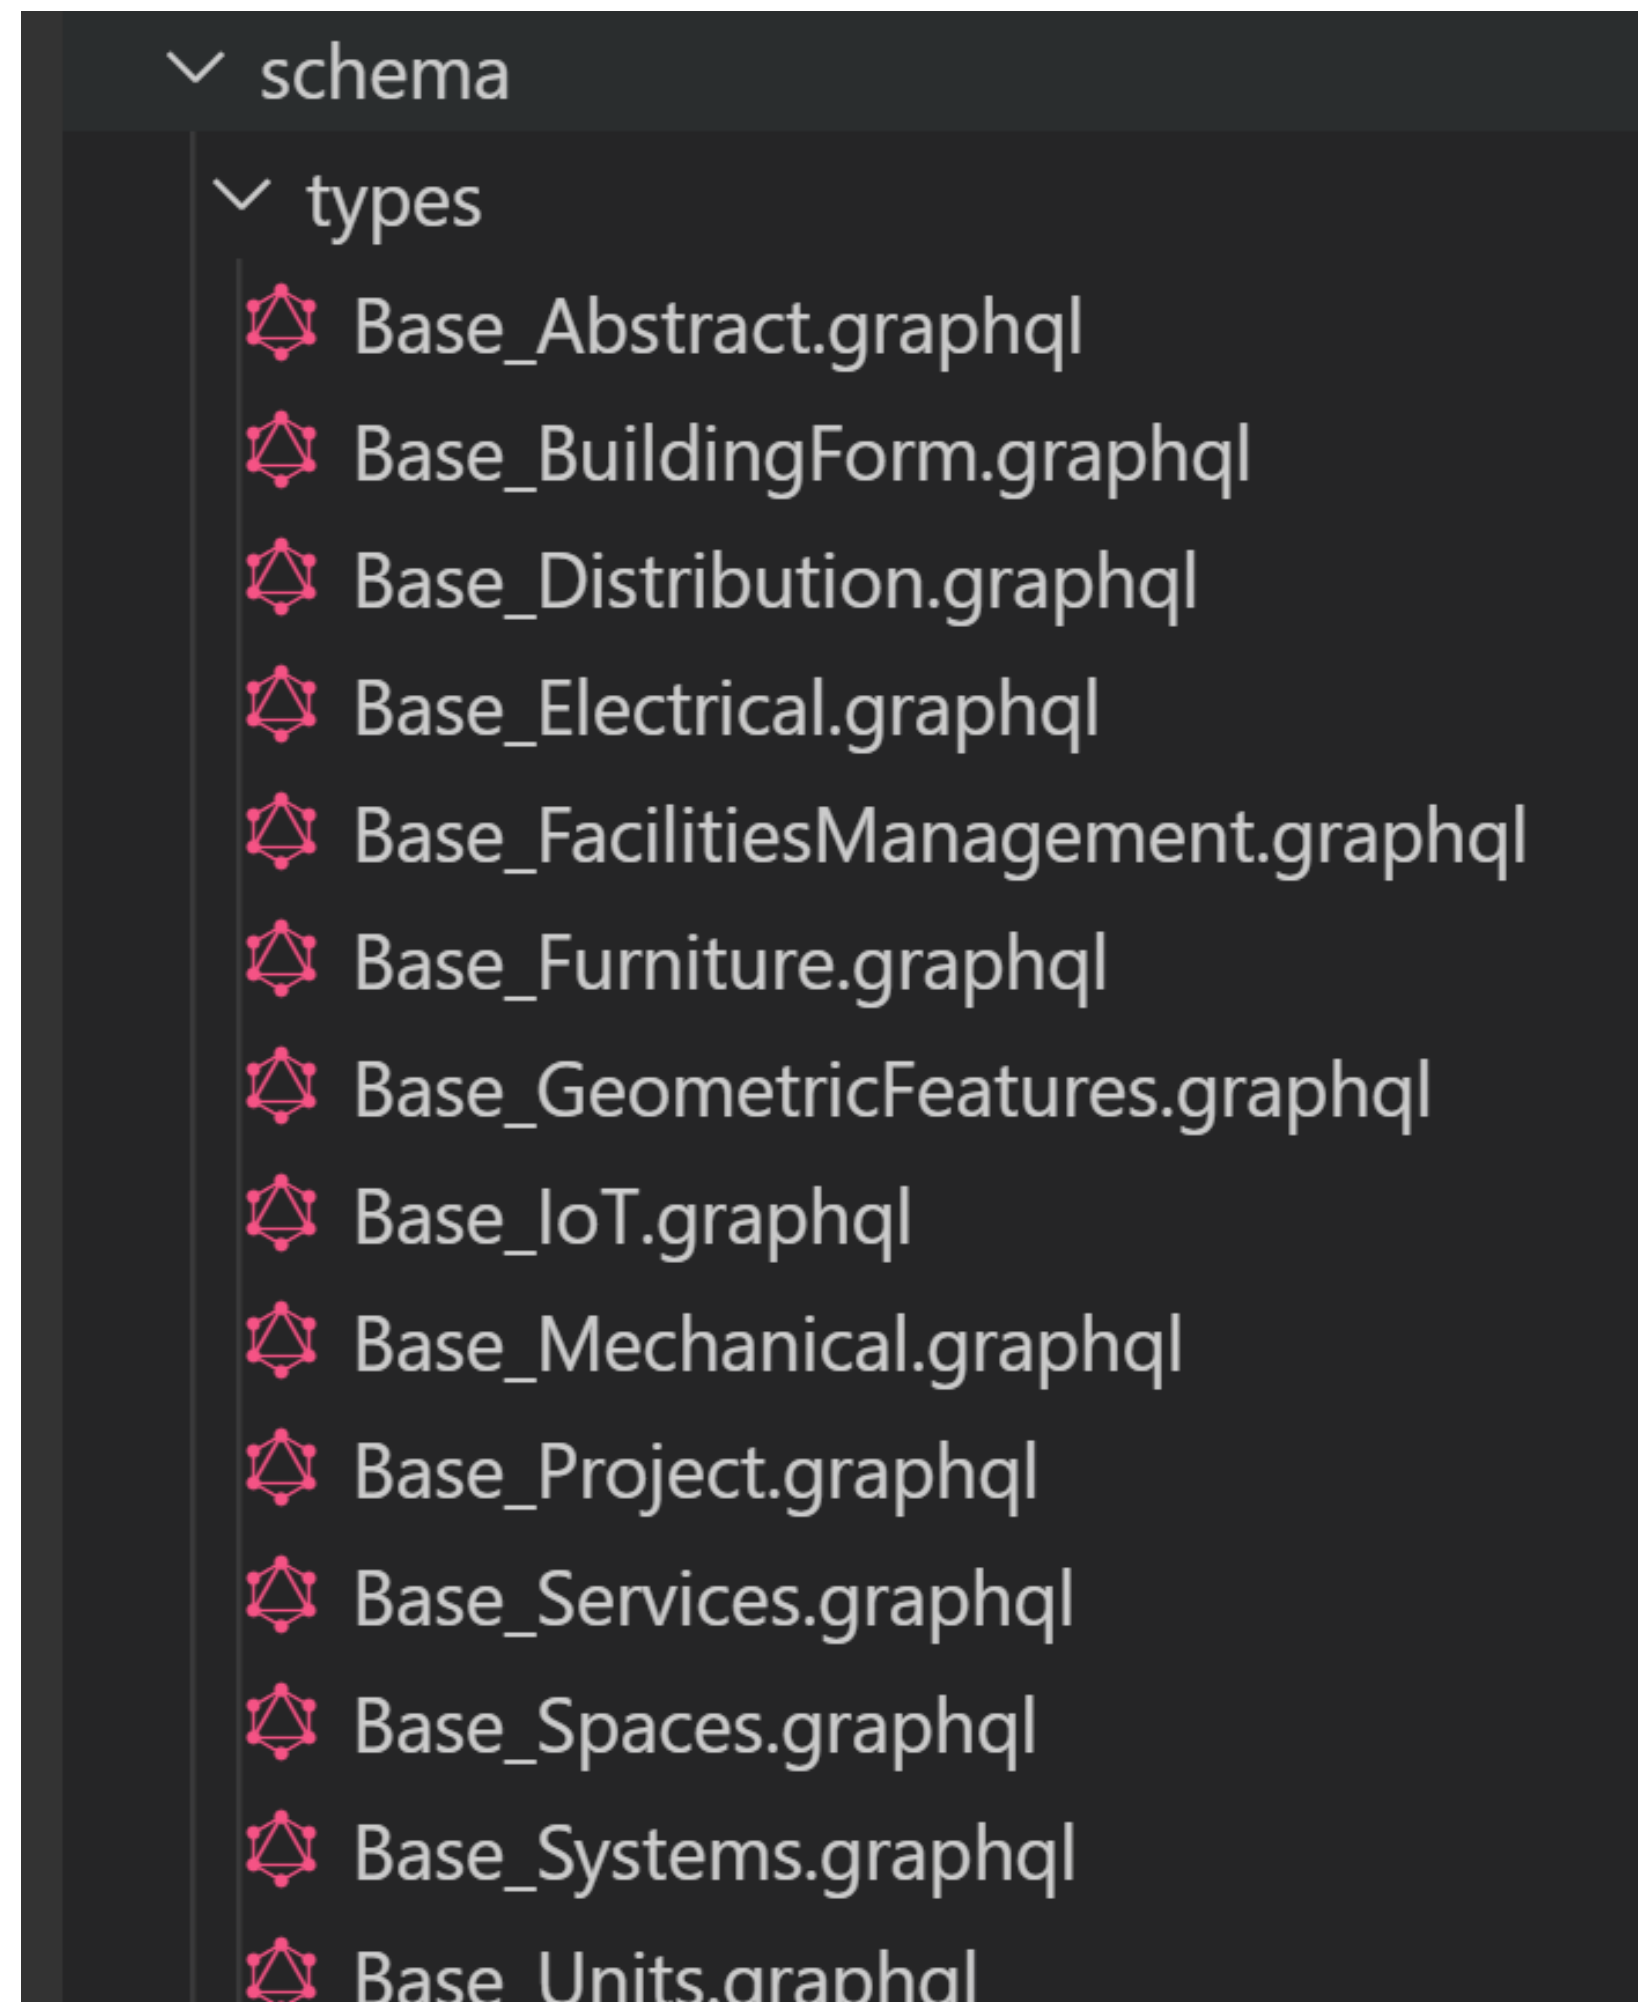 schema
types
Base_Abstract.graphql
Base_BuildingForm.graphql
Base_Distribution.graphql
Base_Electrical.graphql
Base_FacilitiesManagement.graphql
Base_Furniture.graphql
Base_GeometricFeatures.graphql
Base_IoT.graphql
Base_Mechanical.graphql
Base_Project.graphql
Base_Services.graphql
Base_Spaces.graphql
Base_Systems.graphql
Base_Units.graphql